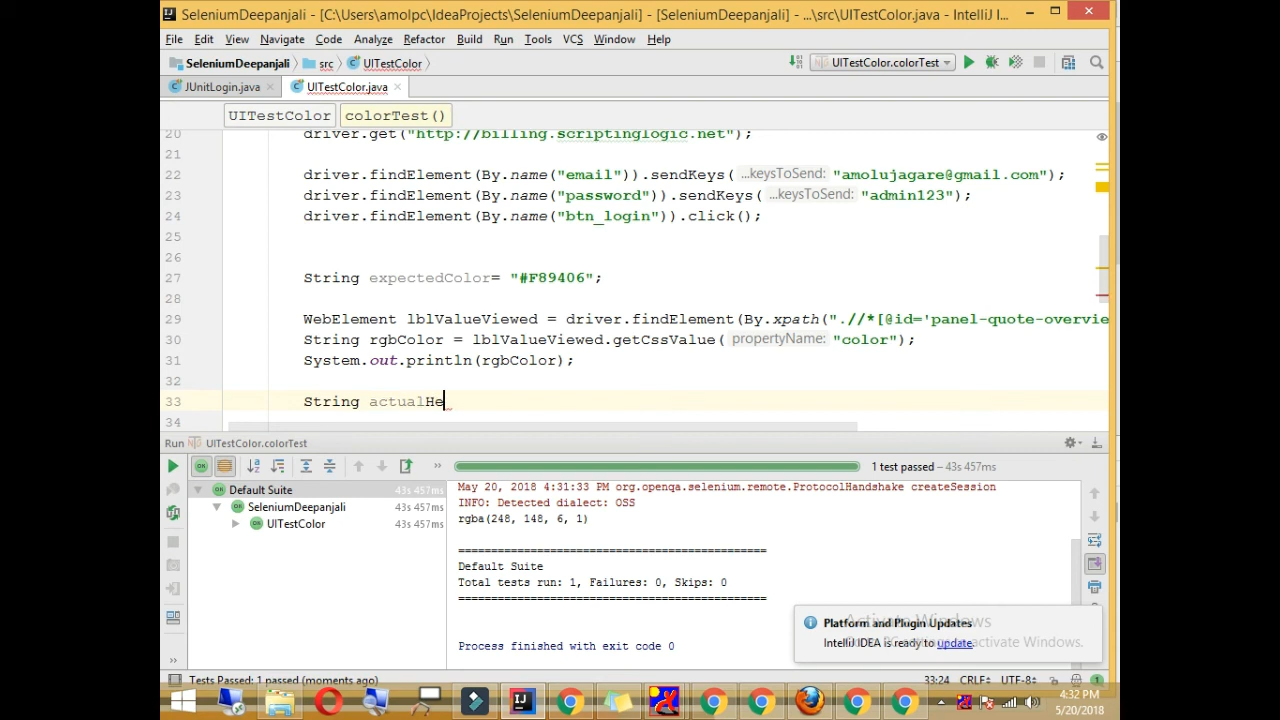 SeleniumDeepanjali - [C:\Users\amolpc\IdeaProjects\SeleniumDeepanjali] - [SeleniumDeepanjali] - ...\src\UITestColor.java - IntelliJ I...
File Edit View Navigate Code Analyze Refactor Build Run Tools VCS Window Help
SeleniumDeepanjali src UITestColor UITestColor.colorTest
JUnitLogin.java UITestColor.java
UITestColor colorTest()
20 driver.get("http://billing.scriptinglogic.net");
21
22 driver.findElement(By.name("email")).sendKeys( ...keysToSend: "amolujagare@gmail.com");
23 driver.findElement(By.name("password")).sendKeys( ...keysToSend: "admin123");
24 driver.findElement(By.name("btn_login")).click();
25
26
27 String expectedColor= "#F89406";
28
29 WebElement lblValueViewed = driver.findElement(By.xpath(".//*[@id='panel-quote-overvie
30 String rgbColor = lblValueViewed.getCssValue( propertyName: "color");
31 System.out.println(rgbColor);
32
33 String actualHe
34
Run UITestColor.colorTest
1 test passed - 43s 457ms
Default Suite 43s 457ms
SeleniumDeepanjali 43s 457ms
UITestColor 43s 457ms
May 20, 2018 4:31:33 PM org.openqa.selenium.remote.ProtocolHandshake createSession
INFO: Detected dialect: OSS
rgba(248, 148, 6, 1)
===============================================
Default Suite
Total tests run: 1, Failures: 0, Skips: 0
===============================================
Process finished with exit code 0
Activate Windows
Platform and Plugin Updates
IntelliJ IDEA is ready to update.
activate Windows.
Tests Passed: 1 passed (moments ago) 33:24 CRLF÷ UTF-8÷
4:32 PM
5/20/2018